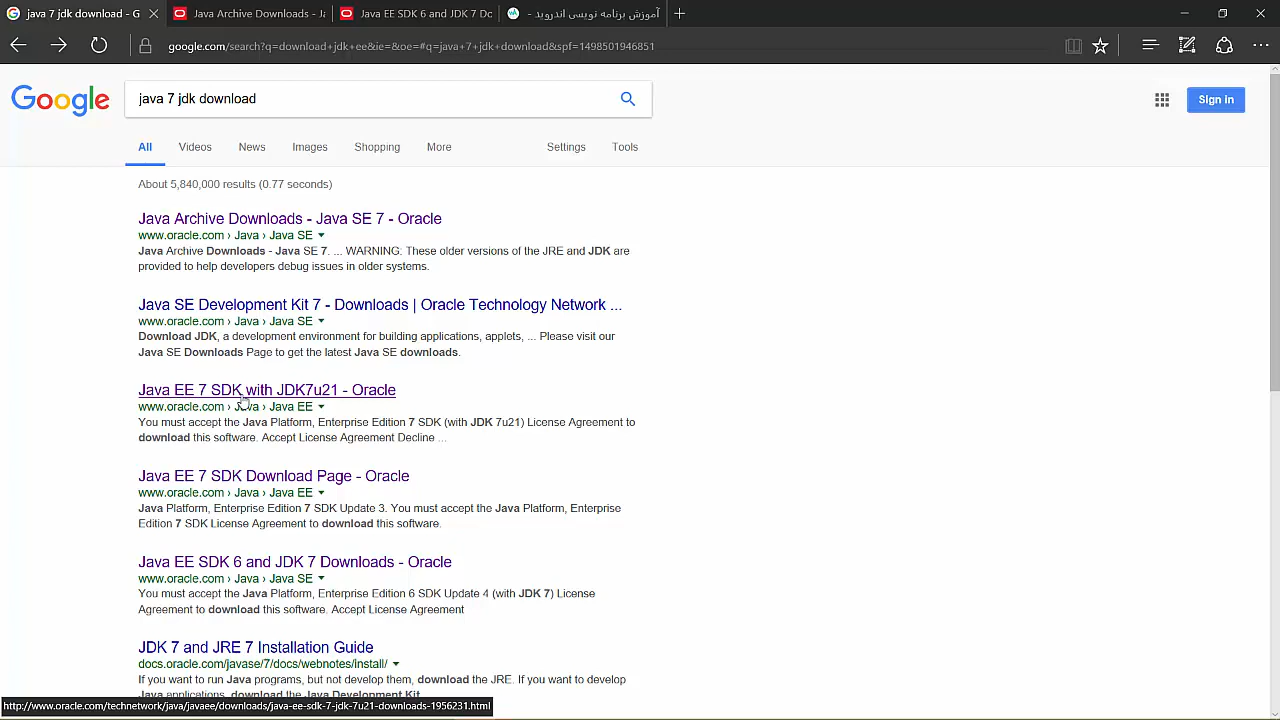 java 7 jdk download - G
Java Archive Downloads - Ja
Java EE SDK 6 and JDK 7 Do
آموزش برنامه نویسی اندروید -
google.com/search?q=download+jdk+ee&ie=&oe=#q=java+7+jdk+download&spf=1498501946851
Google
java 7 jdk download
Sign in
All Videos News Images Shopping More Settings Tools
About 5,840,000 results (0.77 seconds)
Java Archive Downloads - Java SE 7 - Oracle
www.oracle.com › Java › Java SE
Java Archive Downloads - Java SE 7. ... WARNING: These older versions of the JRE and JDK are
provided to help developers debug issues in older systems.
Java SE Development Kit 7 - Downloads | Oracle Technology Network ...
www.oracle.com › Java › Java SE
Download JDK, a development environment for building applications, applets, ... Please visit our
Java SE Downloads Page to get the latest Java SE downloads.
Java EE 7 SDK with JDK7u21 - Oracle
www.oracle.com › Java › Java EE
You must accept the Java Platform, Enterprise Edition 7 SDK (with JDK 7u21) License Agreement to
download this software. Accept License Agreement Decline ...
Java EE 7 SDK Download Page - Oracle
www.oracle.com › Java › Java EE
Java Platform, Enterprise Edition 7 SDK Update 3. You must accept the Java Platform, Enterprise
Edition 7 SDK License Agreement to download this software.
Java EE SDK 6 and JDK 7 Downloads - Oracle
www.oracle.com › Java › Java SE
You must accept the Java Platform, Enterprise Edition 6 SDK Update 4 (with JDK 7) License
Agreement to download this software. Accept License Agreement
JDK 7 and JRE 7 Installation Guide
docs.oracle.com/javase/7/docs/webnotes/install/
If you want to run Java programs, but not develop them, download the JRE. If you want to develop
Java applications, download the Java Development Kit
http://www.oracle.com/technetwork/java/javaee/downloads/java-ee-sdk-7-jdk-7u21-downloads-1956231.html